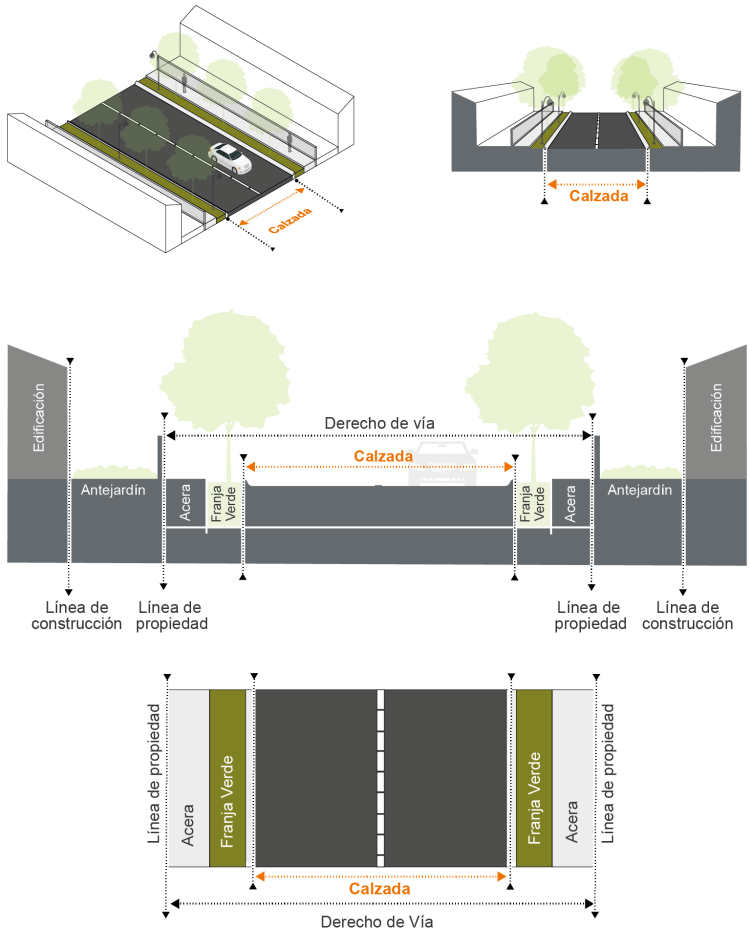 Calzada
Calzada
Derecho de vía
Calzada
Edificación
Antejardín
Acera
Franja
Verde
Franja
Verde
Acera
Antejardín
Edificación
Línea de
construcción
Línea de
propiedad
Línea de
propiedad
Línea de
construcción
Línea de propiedad
Acera
Franja Verde
Franja Verde
Acera
Línea de propiedad
Calzada
Derecho de Vía